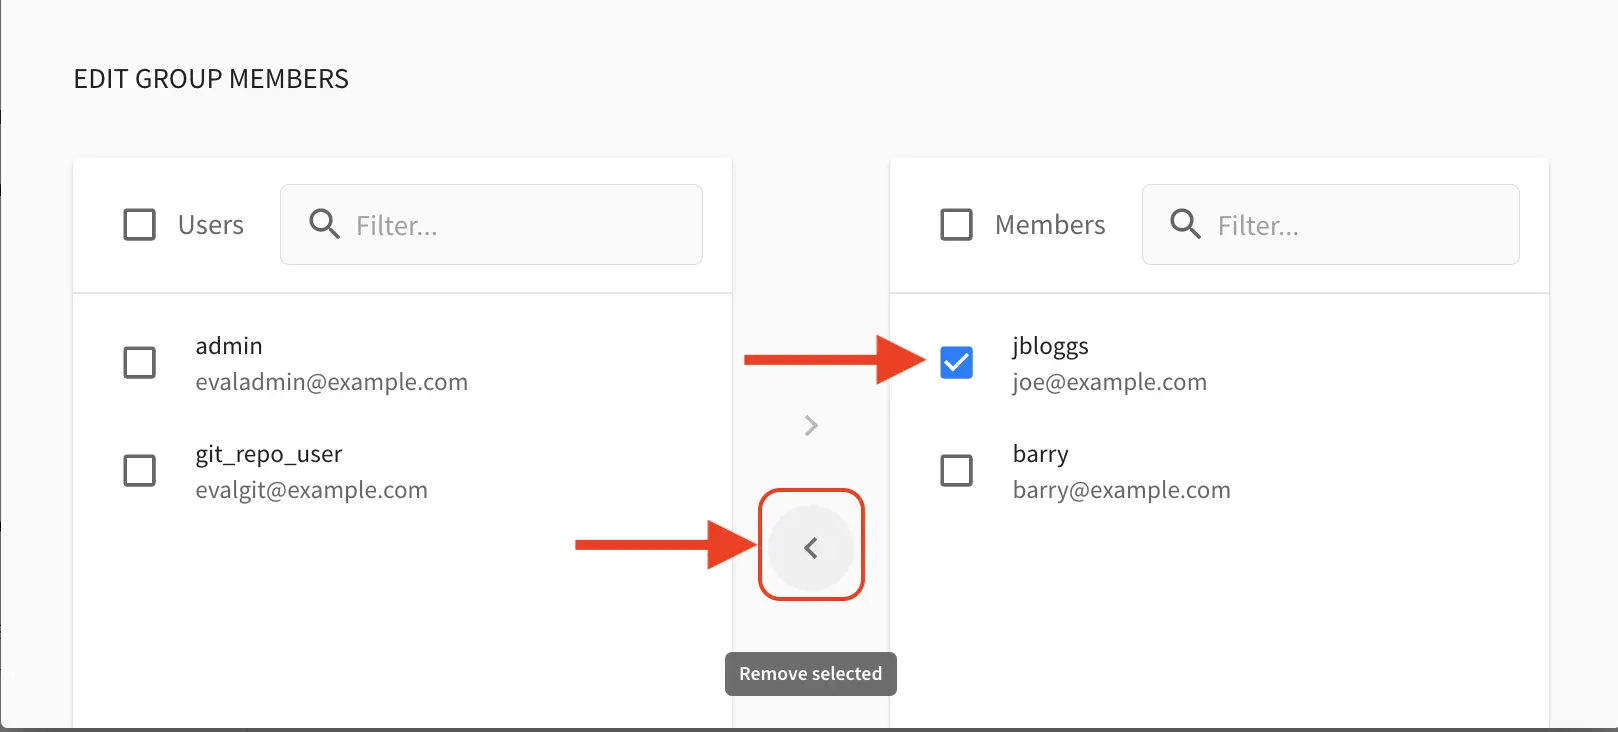 EDIT GROUP MEMBERS
Users
Filter...
admin
evaladmin@example.com
git_repo_user
evalgit@example.com
Remove selected
Members
Filter...
jbloggs
joe@example.com
barry
barry@example.com